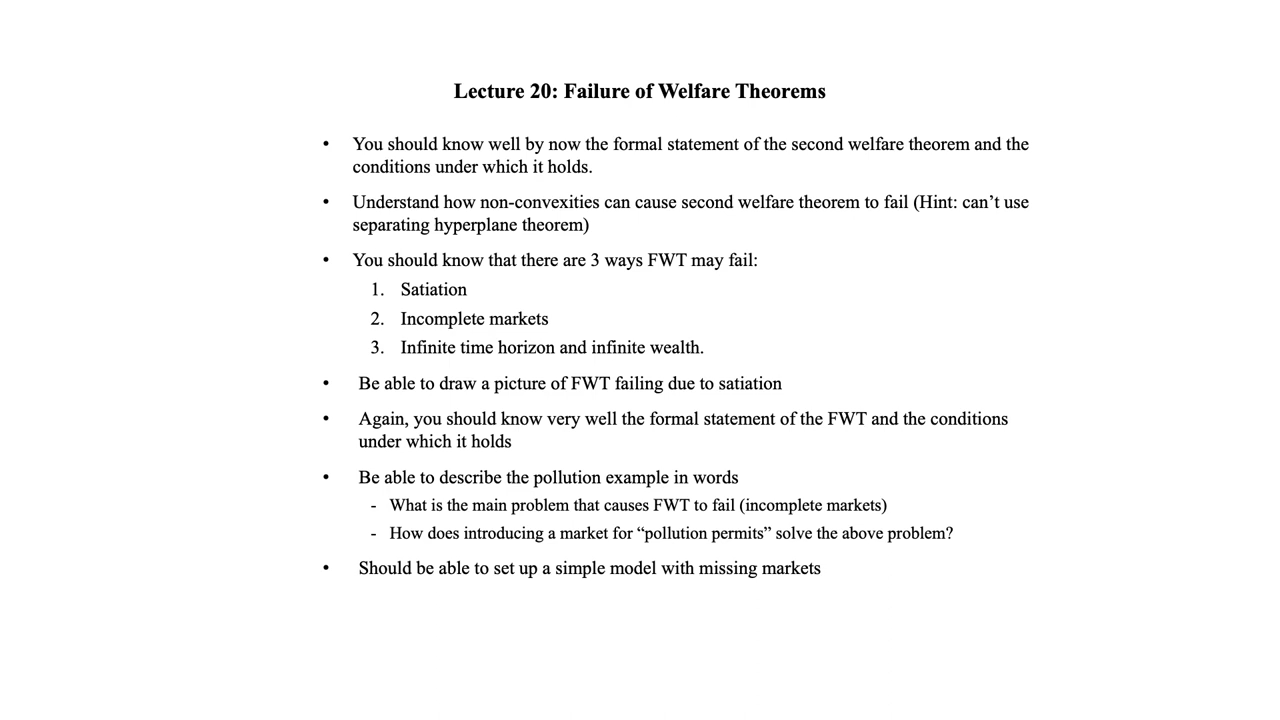 Lecture 20: Failure of Welfare Theorems
• You should know well by now the formal statement of the second welfare theorem and the
conditions under which it holds.
• Understand how non-convexities can cause second welfare theorem to fail (Hint: can’t use
separating hyperplane theorem)
• You should know that there are 3 ways FWT may fail:
1. Satiation
2. Incomplete markets
3. Infinite time horizon and infinite wealth.
• Be able to draw a picture of FWT failing due to satiation
• Again, you should know very well the formal statement of the FWT and the conditions
under which it holds
• Be able to describe the pollution example in words
- What is the main problem that causes FWT to fail (incomplete markets)
- How does introducing a market for “pollution permits” solve the above problem?
• Should be able to set up a simple model with missing markets